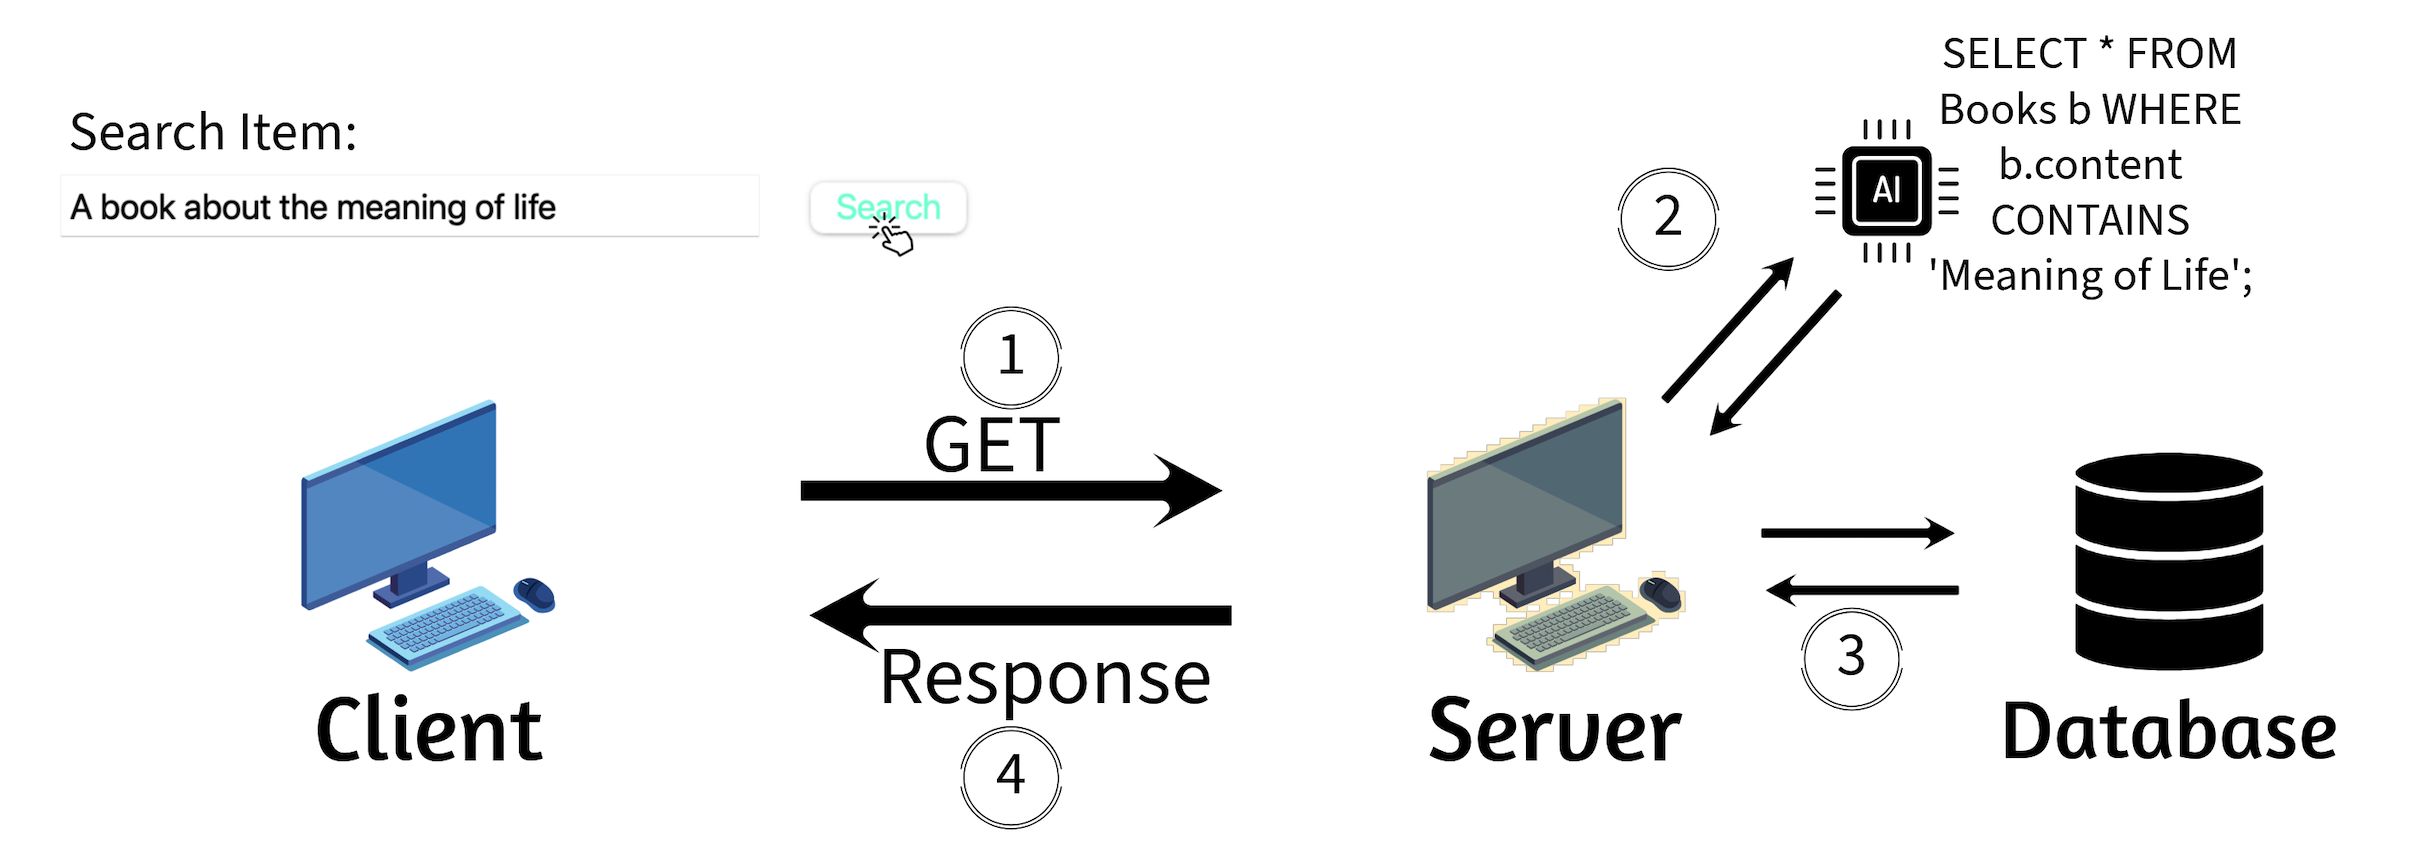 Search Item:
A book about the meaning of life
Search
1
GET
Response
4
Client
2
AI
SELECT * FROM
Books b WHERE
b.content
CONTAINS
'Meaning of Life';
3
Server
Database